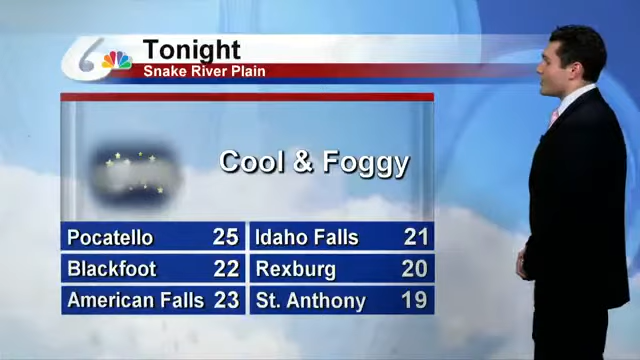 6
Tonight
Snake River Plain
Cool & Foggy
Pocatello 25 Idaho Falls 21
Blackfoot 22 Rexburg 20
American Falls 23 St. Anthony 19